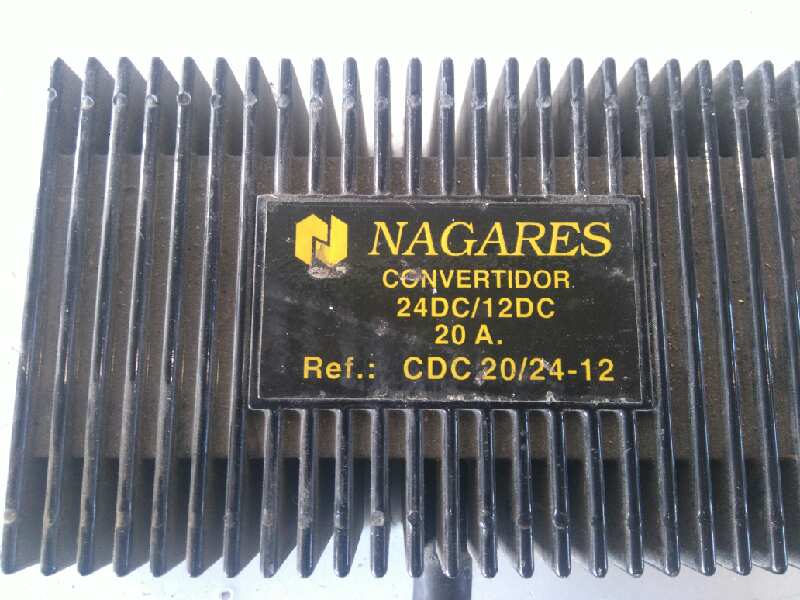 NAGARES
CONVERTIDOR
24DC/12DC
20 A.
Ref.: CDC 20/24-12